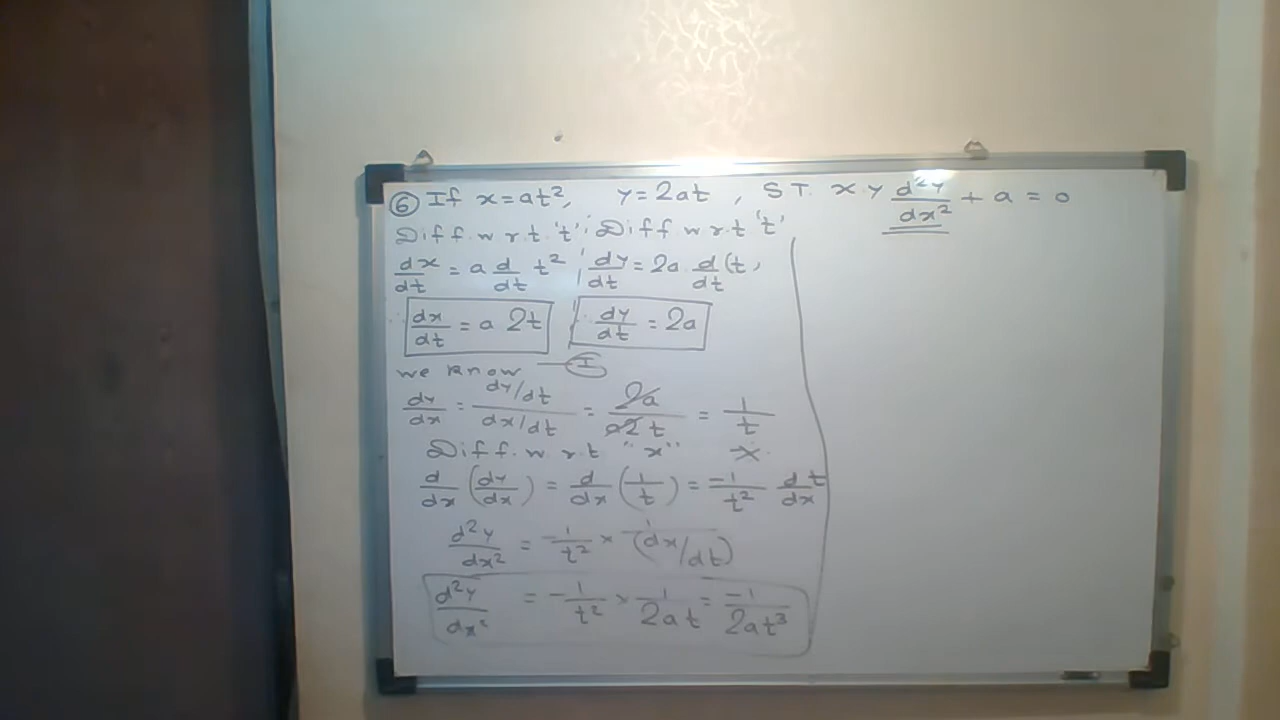 ⑥ If x = at², y = 2at, S T. x y d²y/dx² + a = 0
Diff. w r. t. 't' Diff w r. t 't'
dx/dt = a d/dt t² dy/dt = 2a d/dt (t)
dx/dt = a 2t dy/dt = 2a
we know — I
dy/dx = dy/dt / dx/dt = 2a / a2t = 1/t
Diff. w r. t "x"
d/dx (dy/dx) = d/dx (1/t) = -1/t² dt/dx
d²y/dx² = -1/t² × 1/(dx/dt)
d²y/dx² = -1/t² × 1/2at = -1/2at³